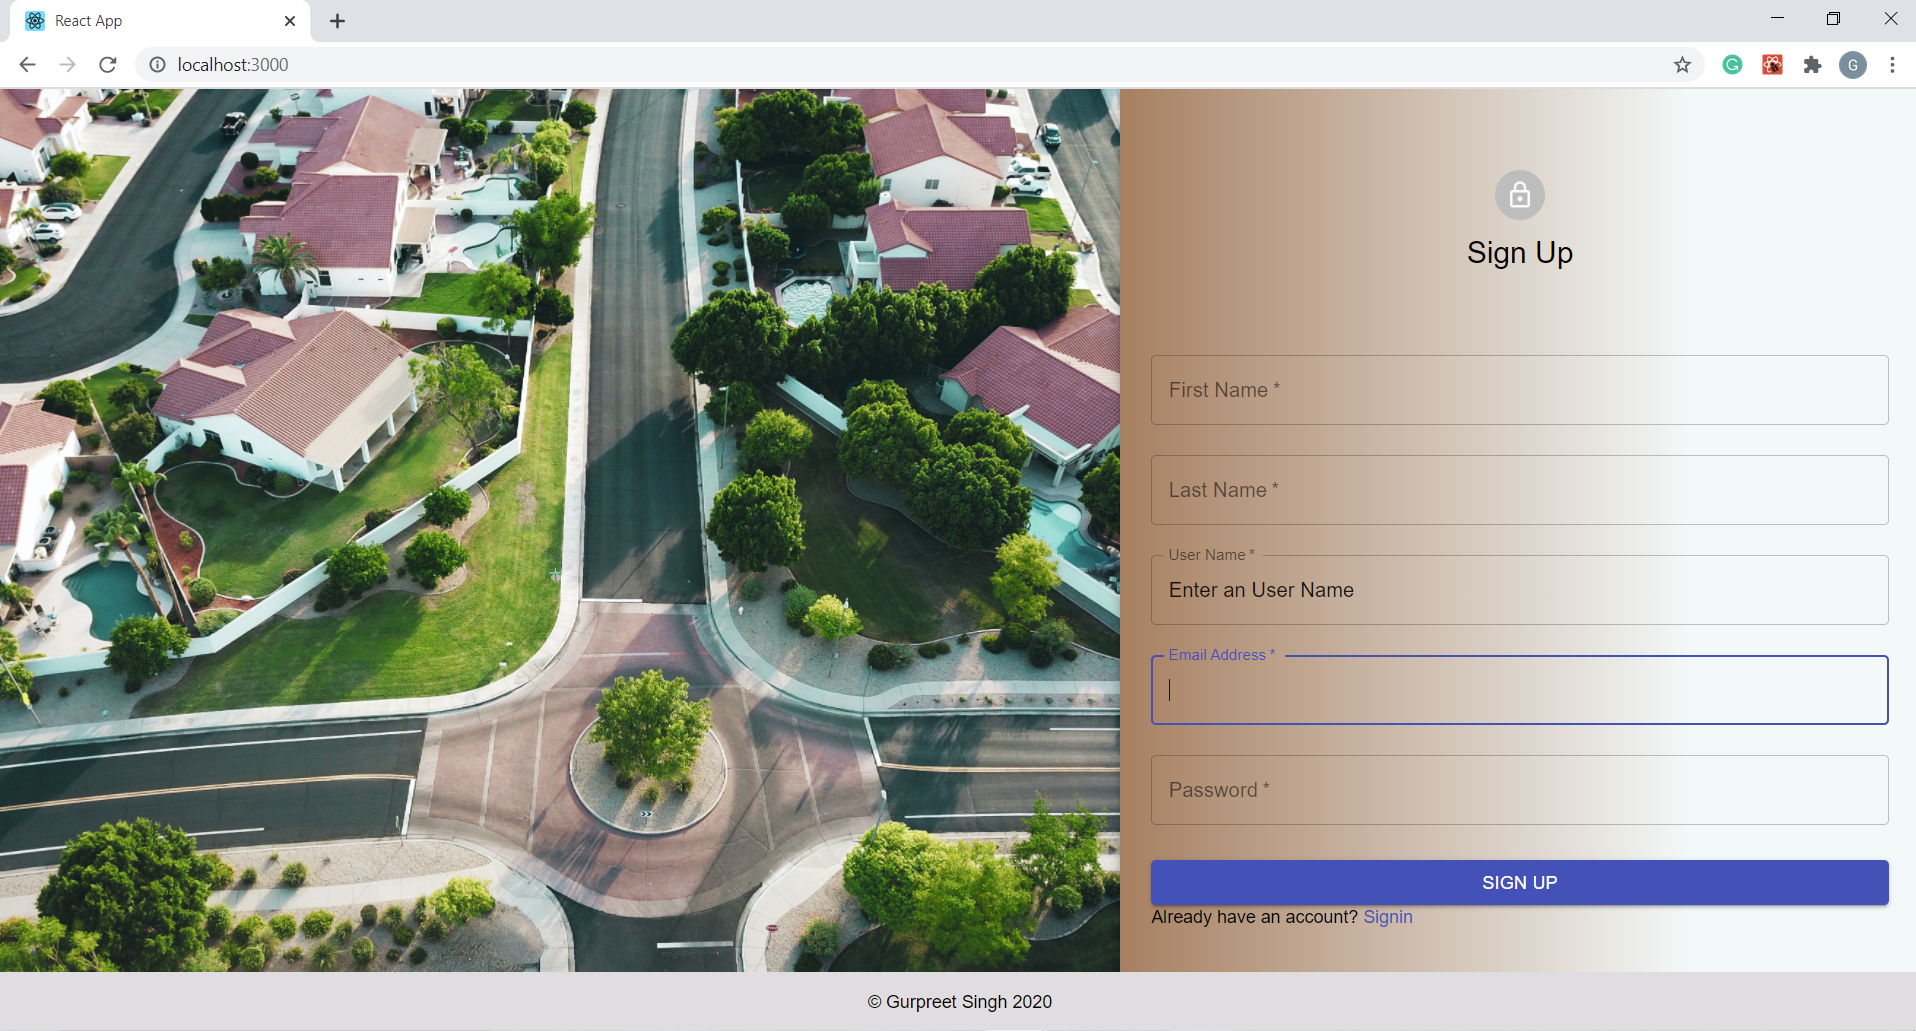 React App
localhost:3000
G
Sign Up
First Name *
Last Name *
User Name *
Enter an User Name
Email Address *
Password *
SIGN UP
Already have an account? Signin
© Gurpreet Singh 2020